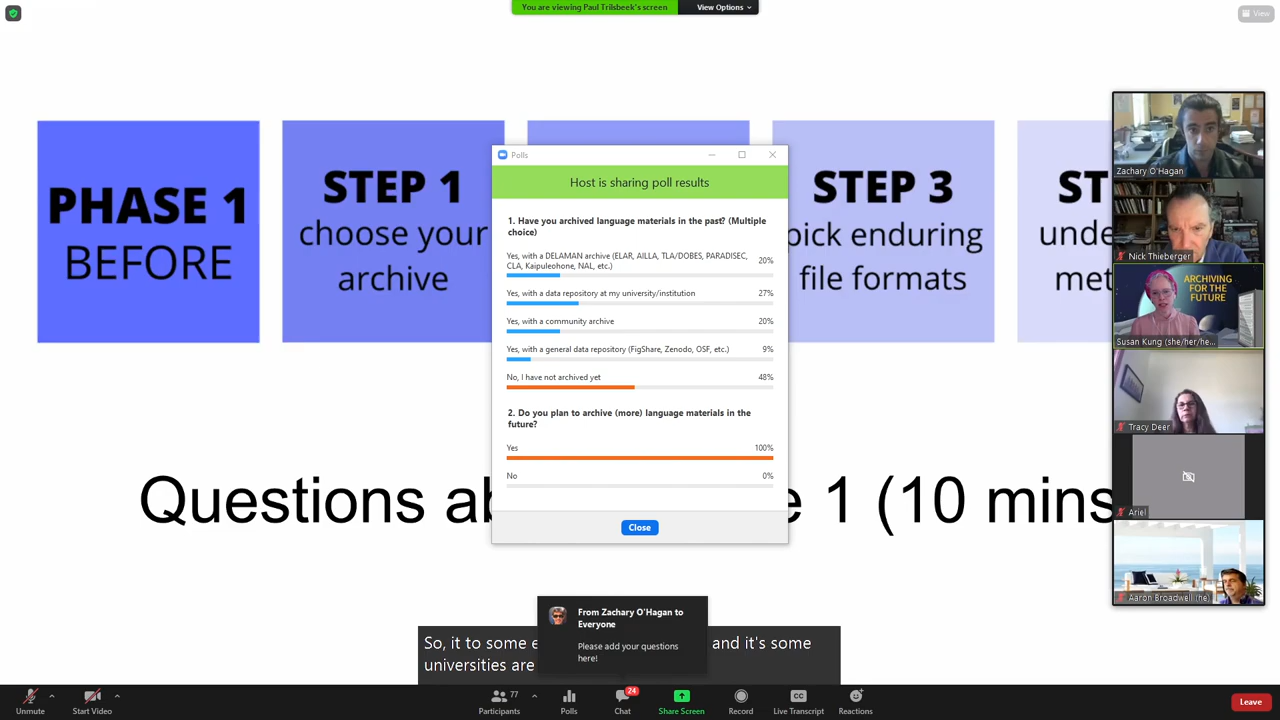 You are viewing Paul Trilsbeek's screen
View Options
View
PHASE 1
BEFORE
STEP 1
choose your
archive
STEP 3
pick enduring
file formats
ST
unde
met
Polls
Host is sharing poll results
1. Have you archived language materials in the past? (Multiple
choice)
Yes, with a DELAMAN archive (ELAR, AILLA, TLA/DOBES, PARADISEC,
CLA, Kaipuleohone, NAL, etc.)
20%
Yes, with a data repository at my university/institution
27%
Yes, with a community archive
20%
Yes, with a general data repository (FigShare, Zenodo, OSF, etc.)
9%
No, I have not archived yet
48%
2. Do you plan to archive (more) language materials in the
future?
Yes
100%
No
0%
Close
Questions ab
e 1 (10 mins
Zachary O'Hagan
Nick Thieberger
ARCHIVING
FOR THE
FUTURE
Susan Kung (she/her/he...
Tracy Deer
Ariel
Aaron Broadwell (he)
From Zachary O'Hagan to
Everyone
Please add your questions
here!
So, it to some e
and it's some
universities are
Unmute
Start Video
77
Participants
Polls
24
Chat
Share Screen
Record
CC
Live Transcript
Reactions
Leave